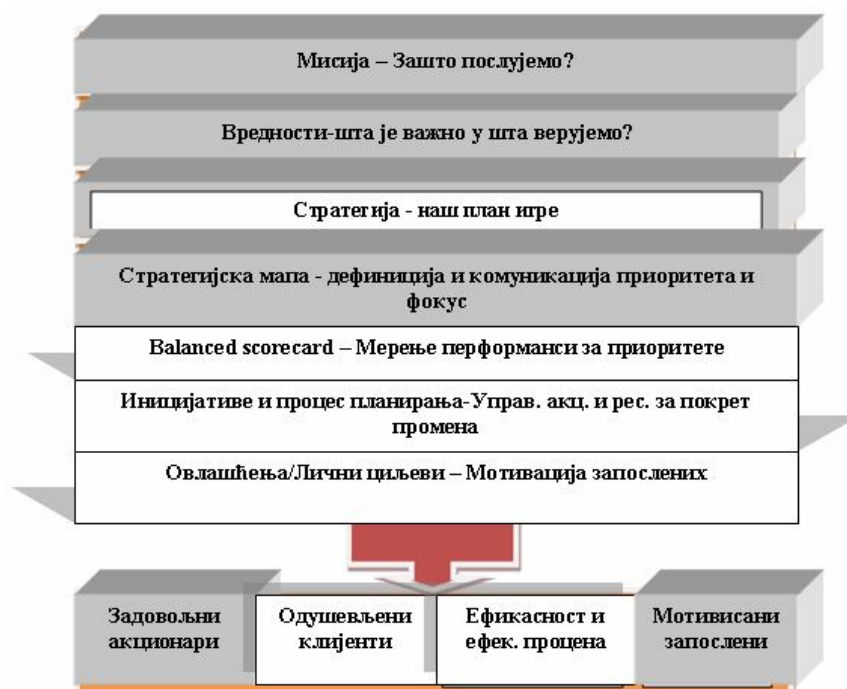 Мисија – Зашто послујемо?
Вредности-шта је важно у шта верујемо?
Стратегија - наш план игре
Стратегијска мапа - дефиниција и комуникација приоритета и
фокус
Balanced scorecard – Мерење перформанси за приоритете
Иницијативе и процес планирања-Управ. акц. и рес. за покрет
промена
Овлашћења/Лични циљеви – Мотивација запослених
Задовољни
акционари
Одушевљени
клијенти
Ефикасност и
ефек. процена
Мотивисани
запослени